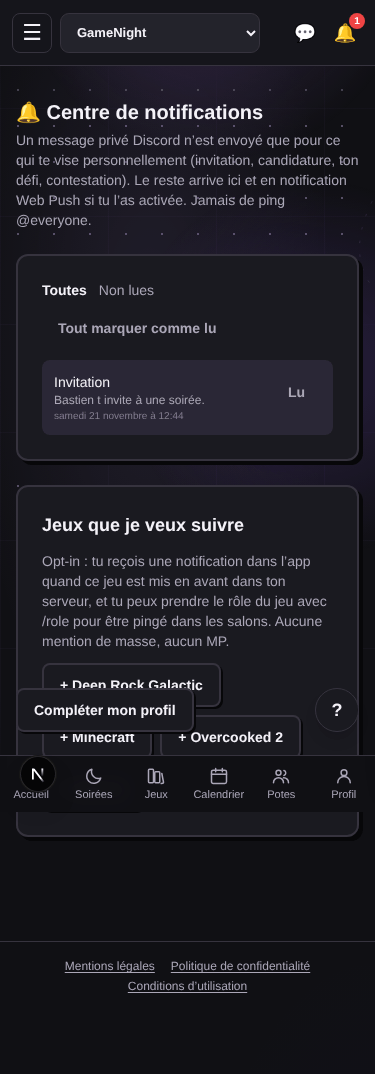 ☰ GameNight 💬 🔔 1
🔔 Centre de notifications
Un message privé Discord n'est envoyé que pour ce
qui te vise personnellement (invitation, candidature, ton
défi, contestation). Le reste arrive ici et en notification
Web Push si tu l'as activée. Jamais de ping
@everyone.
Toutes Non lues
Tout marquer comme lu
Invitation
Bastien t invite à une soirée.
samedi 21 novembre à 12:44
Lu
Jeux que je veux suivre
Opt-in : tu reçois une notification dans l'app
quand ce jeu est mis en avant dans ton
serveur, et tu peux prendre le rôle du jeu avec
/role pour être pingé dans les salons. Aucune
mention de masse, aucun MP.
+ Deep Rock Galactic
Compléter mon profil ?
+ Minecraft + Overcooked 2
N
Accueil Soirées Jeux Calendrier Potes Profil
Mentions légales Politique de confidentialité
Conditions d'utilisation